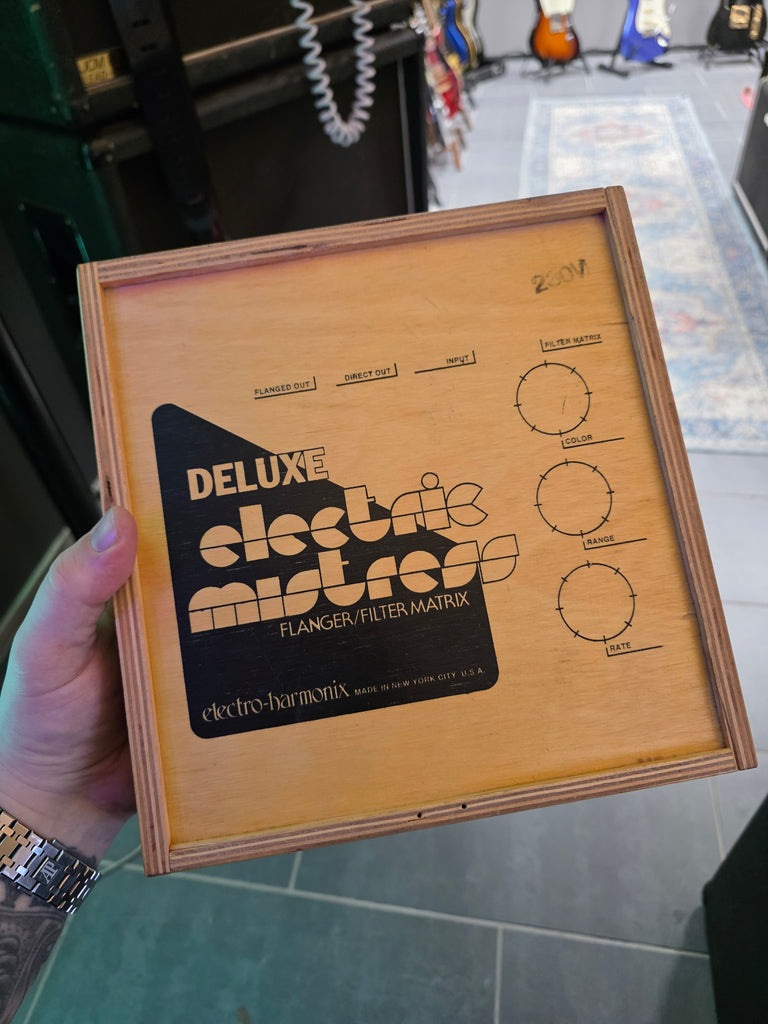 230V
FILTER MATRIX
FLANGED OUT DIRECT OUT INPUT
COLOR
DELUXE
electric
mistress
FLANGER/FILTER MATRIX
RANGE
RATE
electro-harmonix MADE IN NEW YORK CITY U.S.A.
AP